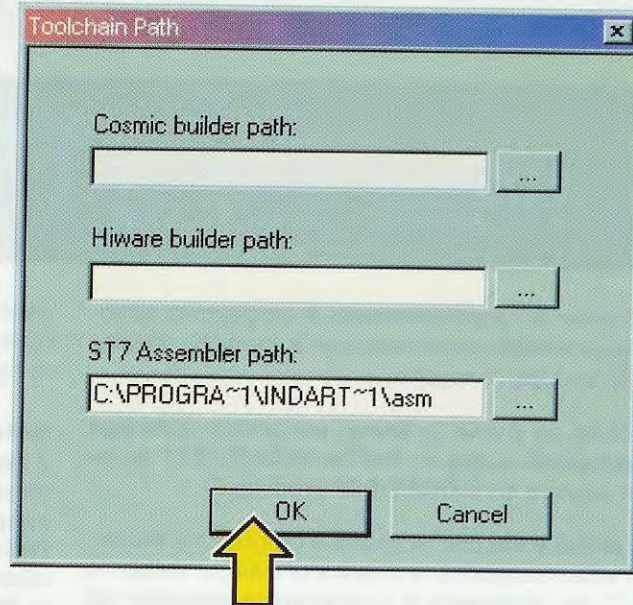 Toolchain Path
Cosmic builder path:
...
Hiware builder path:
...
ST7 Assembler path:
C:\PROGRA~1\INDART~1\asm
...
OK
Cancel